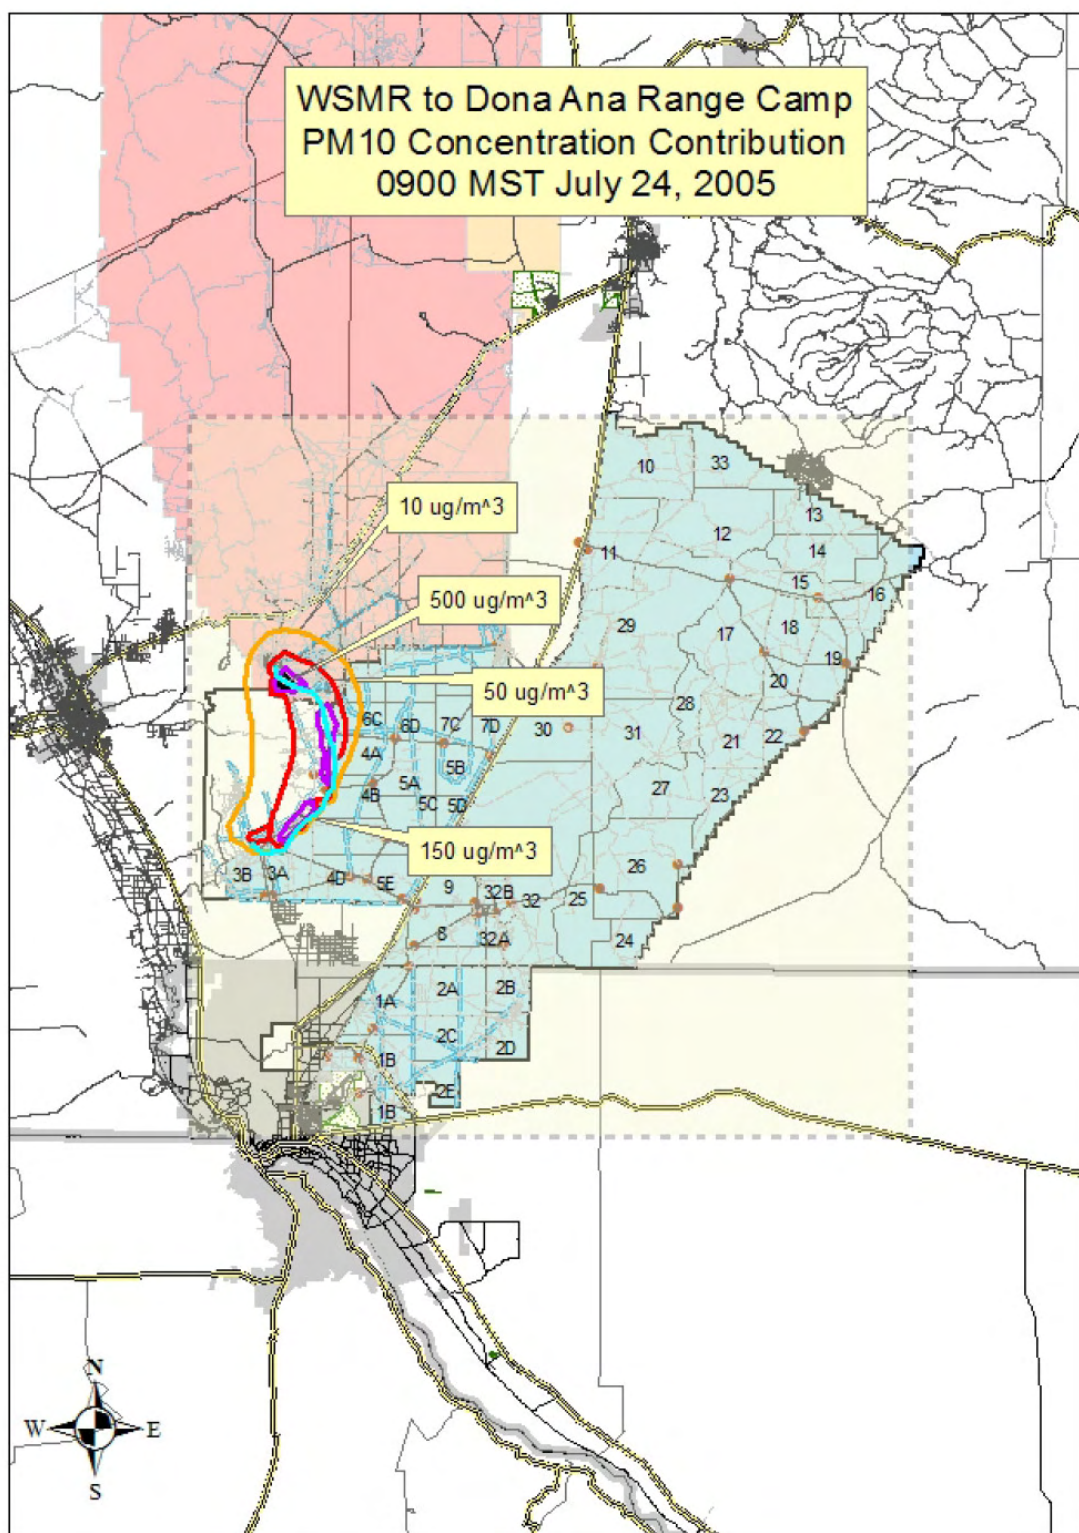 WSMR to Dona Ana Range Camp
PM10 Concentration Contribution
0900 MST July 24, 2005
10
33
10 ug/m^3
13
12
11
14
500 ug/m^3
15
16
29
17
18
19
50 ug/m^3
20
6C
6D
7C
7D
30
28
31
21
22
4A
5B
5A
4B
27
23
5C
5D
150 ug/m^3
3B
3A
4D
5E
26
9
32B
32
25
8
32A
24
2A
2B
1A
2C
2D
1B
2E
1B
N
W
E
S